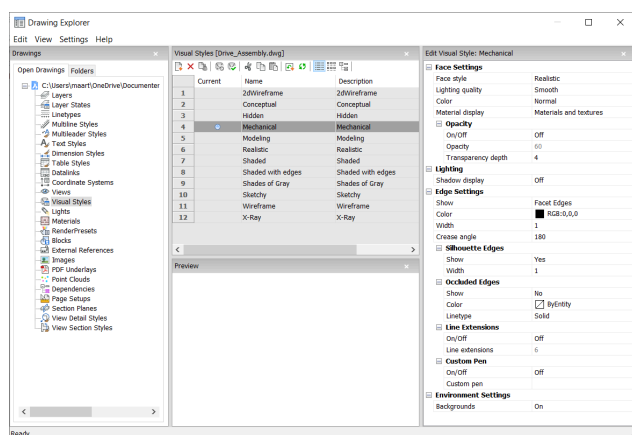 Drawing Explorer
Edit View Settings Help
Drawings
Open Drawings Folders
C:\Users\maart\OneDrive\Documenter
Layers
Layer States
Linetypes
Multiline Styles
Multileader Styles
Text Styles
Dimension Styles
Table Styles
Datalinks
Coordinate Systems
Views
Visual Styles
Lights
Materials
RenderPresets
Blocks
External References
Images
PDF Underlays
Point Clouds
Dependencies
Page Setups
Section Planes
View Detail Styles
View Section Styles
Visual Styles [Drive_Assembly.dwg]
Current Name Description
1 2dWireframe 2dWireframe
2 Conceptual Conceptual
3 Hidden Hidden
4 Mechanical Mechanical
5 Modeling Modeling
6 Realistic Realistic
7 Shaded Shaded
8 Shaded with edges Shaded with edges
9 Shades of Gray Shades of Gray
10 Sketchy Sketchy
11 Wireframe Wireframe
12 X-Ray X-Ray
Preview
Edit Visual Style: Mechanical
Face Settings
Face style Realistic
Lighting quality Smooth
Color Normal
Material display Materials and textures
Opacity
On/Off Off
Opacity 60
Transparency depth 4
Lighting
Shadow display Off
Edge Settings
Show Facet Edges
Color RGB:0,0,0
Width 1
Crease angle 180
Silhouette Edges
Show Yes
Width 1
Occluded Edges
Show No
Color ByEntity
Linetype Solid
Line Extensions
On/Off Off
Line extensions 6
Custom Pen
On/Off Off
Custom pen
Environment Settings
Backgrounds On
Ready